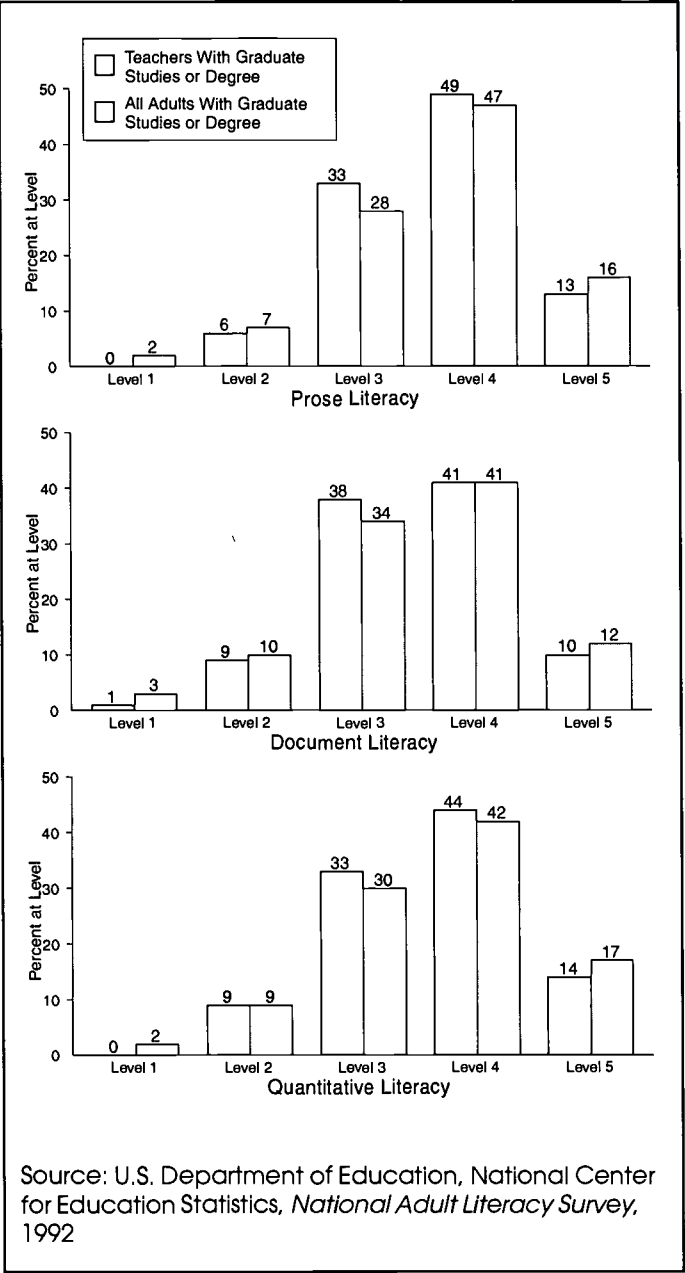 Teachers With Graduate
Studies or Degree
All Adults With Graduate
Studies or Degree
Percent at Level
50
40
30
20
10
0
0 2
6 7
33 28
49 47
13 16
Level 1 Level 2 Level 3 Level 4 Level 5
Prose Literacy
Percent at Level
50
40
30
20
10
0
1 3
9 10
38 34
41 41
10 12
Level 1 Level 2 Level 3 Level 4 Level 5
Document Literacy
Percent at Level
50
40
30
20
10
0
0 2
9 9
33 30
44 42
14 17
Level 1 Level 2 Level 3 Level 4 Level 5
Quantitative Literacy
Source: U.S. Department of Education, National Center
for Education Statistics, National Adult Literacy Survey,
1992